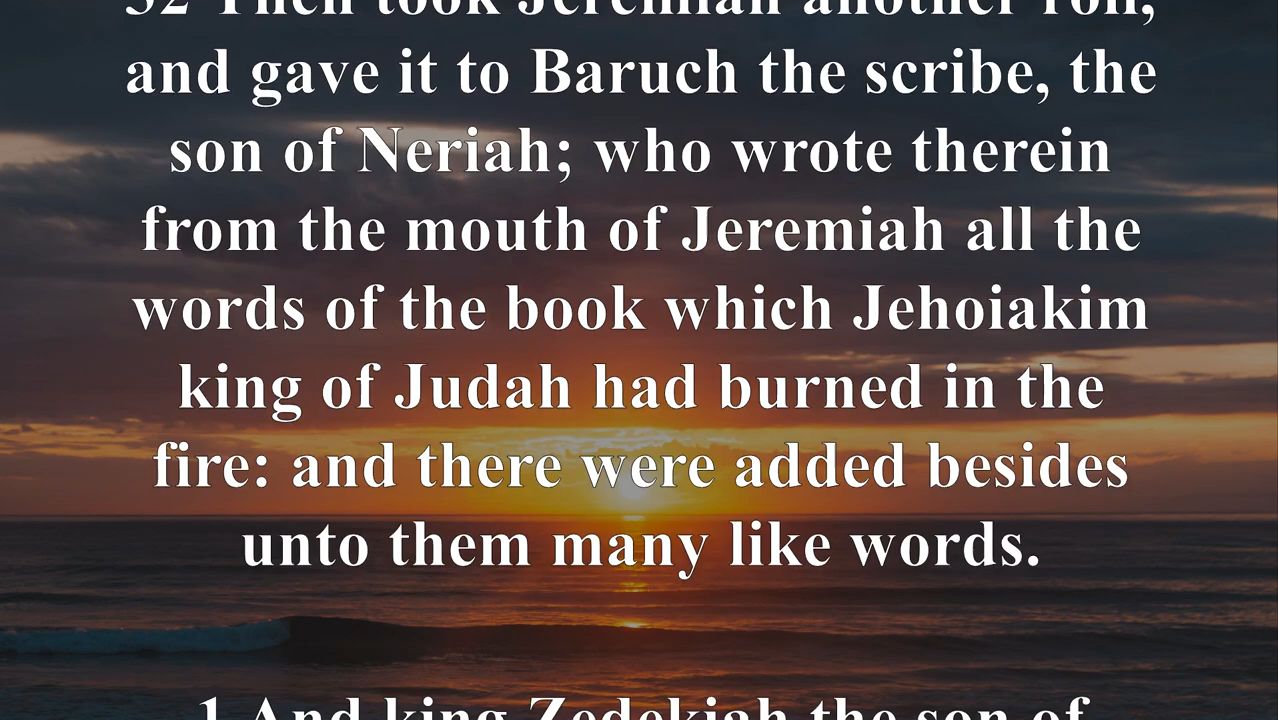 32 Then took Jeremiah another roll,
and gave it to Baruch the scribe, the
son of Neriah; who wrote therein
from the mouth of Jeremiah all the
words of the book which Jehoiakim
king of Judah had burned in the
fire: and there were added besides
unto them many like words.
1 And king Zedekiah the son of